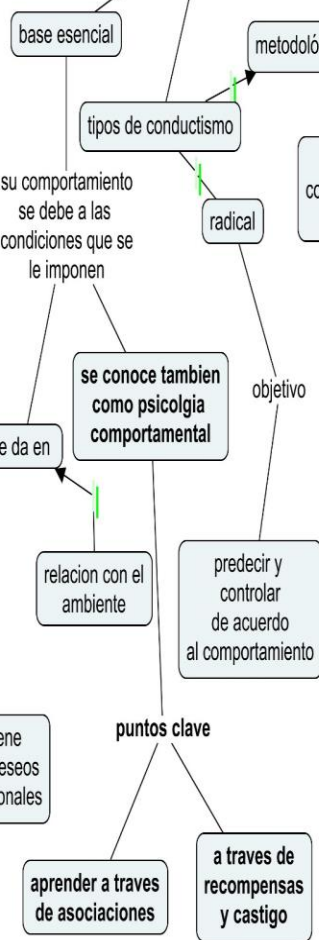 base esencial
metodoló
tipos de conductismo
su comportamiento
se debe a las
condiciones que se
le imponen
radical
se conoce tambien
como psicolgia
comportamental
objetivo
e da en
relacion con el
ambiente
predecir y
controlar
de acuerdo
al comportamiento
puntos clave
ene
eseos
onales
aprender a traves
de asociaciones
a traves de
recompensas
y castigo